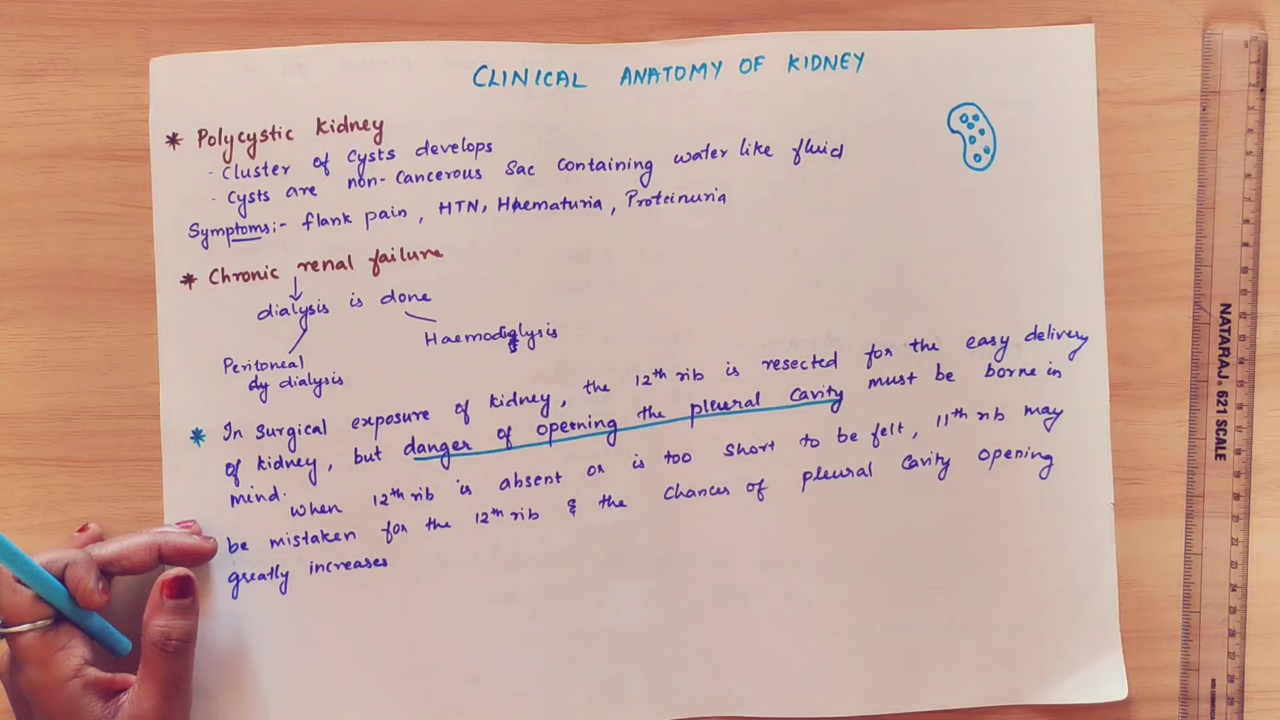 CLINICAL ANATOMY OF KIDNEY
* Polycystic kidney
- Cluster of Cysts develops
- Cysts are non-Cancerous Sac Containing water like fluid
Symptoms:- flank pain, HTN, Haematuria, Proteinuria
* Chronic renal failure
dialysis is done
Haemodialysis
Peritoneal
dy dialysis
* In Surgical exposure of kidney, the 12th rib is resected for the easy delivery
of kidney, but danger of opening the pleural cavity must be borne in
mind. When 12th rib is absent or is too short to be felt, 11th rib may
be mistaken for the 12th rib & the chances of pleural cavity opening
greatly increases
NATARAJ® 621 SCALE